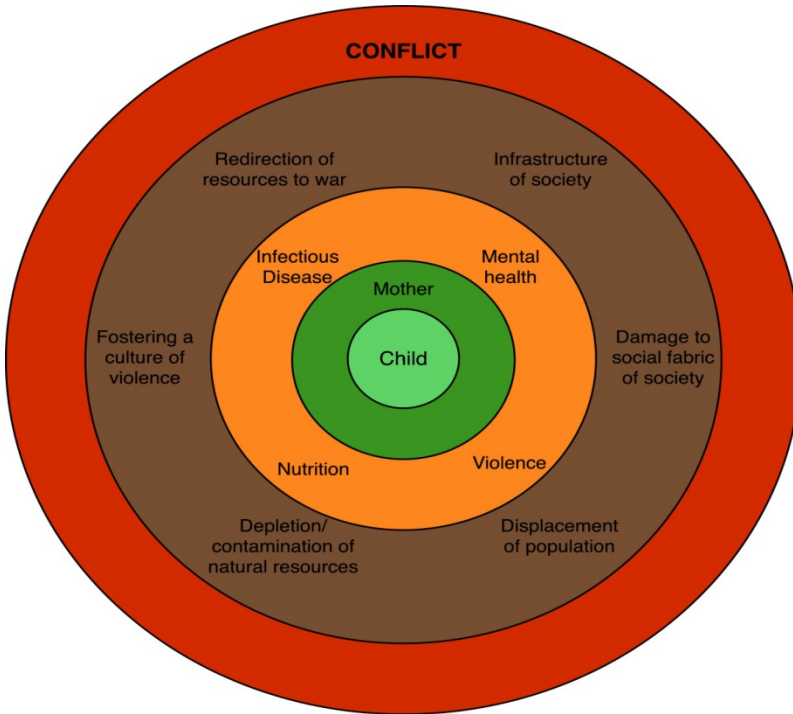 CONFLICT
Redirection of
resources to war
Infrastructure
of society
Infectious
Disease
Mental
health
Mother
Fostering a
culture of
violence
Child
Damage to
social fabric
of society
Nutrition
Violence
Depletion/
contamination of
natural resources
Displacement
of population